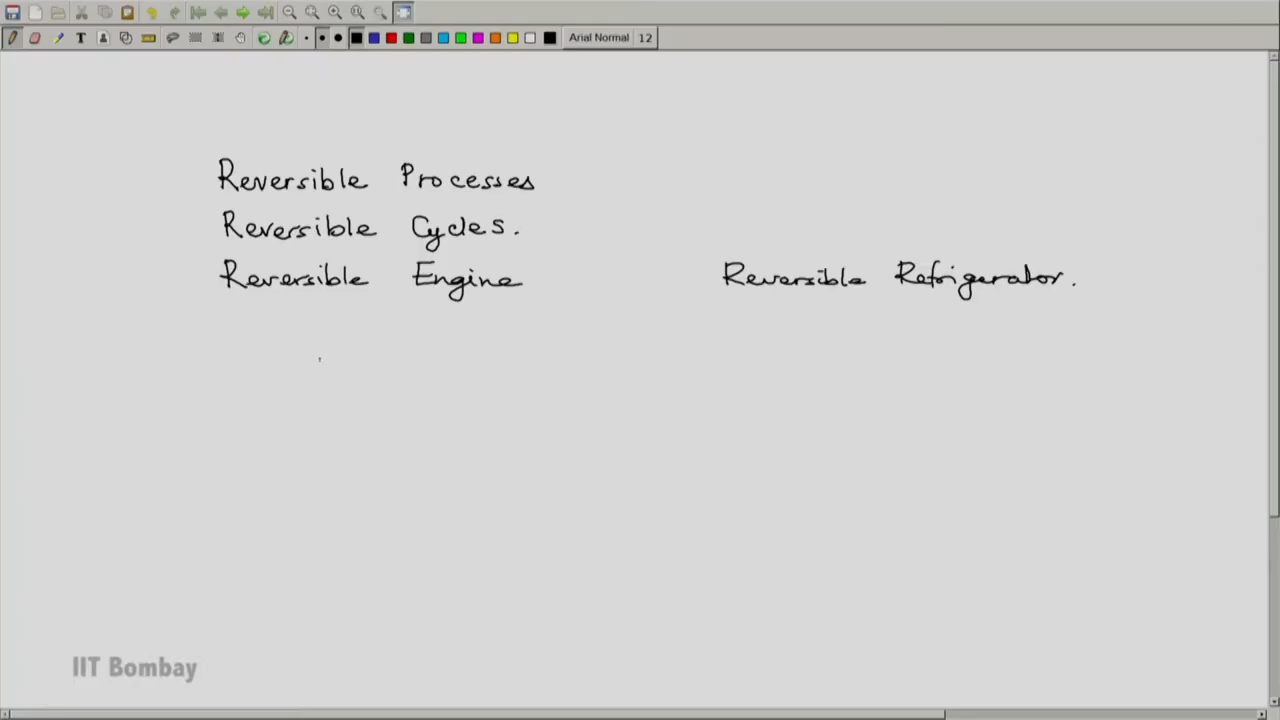 Arial Normal 12
Reversible Processes
Reversible Cycles.
Reversible Engine Reversible Refrigerator.
IIT Bombay